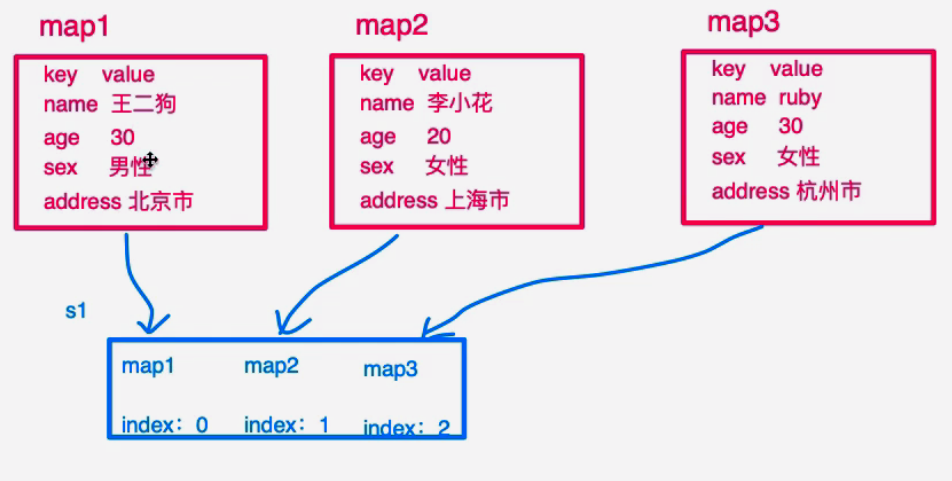 map1
key value
name 王二狗
age 30
sex 男性
address 北京市
map2
key value
name 李小花
age 20
sex 女性
address 上海市
map3
key value
name ruby
age 30
sex 女性
address 杭州市
s1
map1 map2 map3
index：0 index：1 index：2